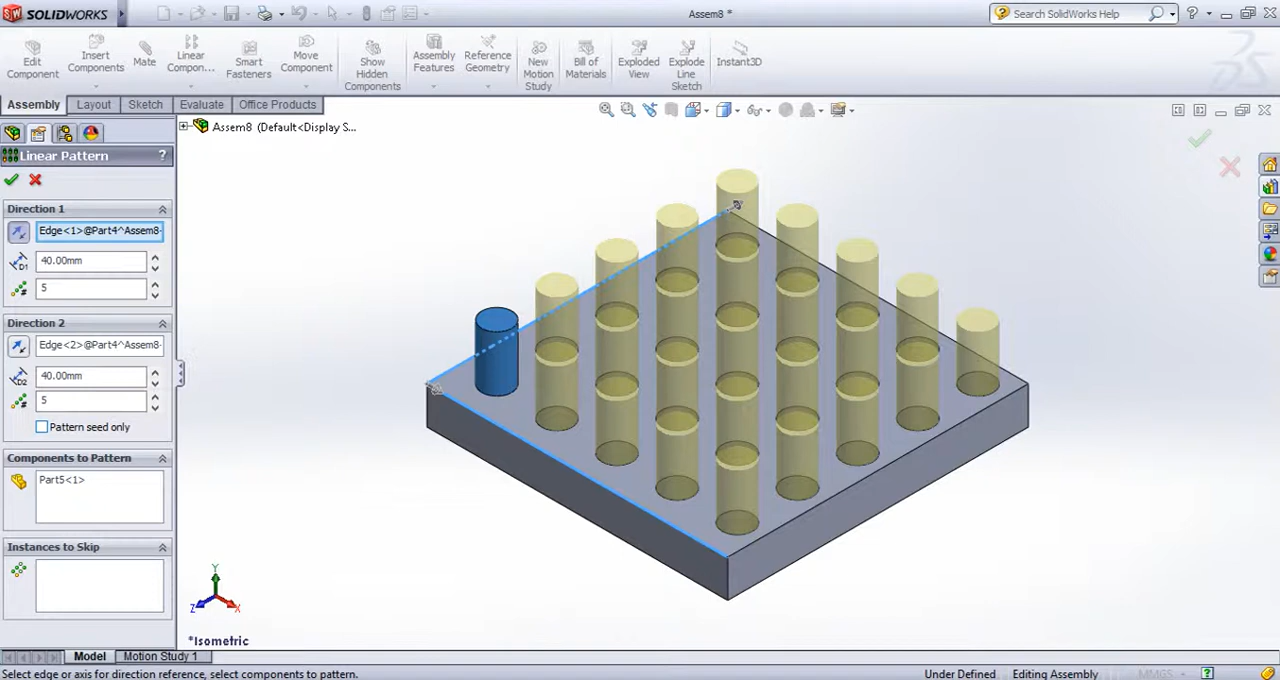 SOLIDWORKS
Assem8 *
Search SolidWorks Help
Edit Component
Insert Components
Mate
Linear Compon...
Smart Fasteners
Move Component
Show Hidden Components
Assembly Features
Reference Geometry
New Motion Study
Bill of Materials
Exploded View
Explode Line Sketch
Instant3D
Assembly
Layout
Sketch
Evaluate
Office Products
Assem8 (Default<Display S...
Linear Pattern
?
Direction 1
Edge<1>@Part4^Assem8-
D1
40.00mm
5
Direction 2
Edge<2>@Part4^Assem8-
D2
40.00mm
5
Pattern seed only
Components to Pattern
Part5<1>
Instances to Skip
Y
Z
X
*Isometric
Model
Motion Study 1
Select edge or axis for direction reference, select components to pattern.
Under Defined
Editing Assembly
MMGS
?